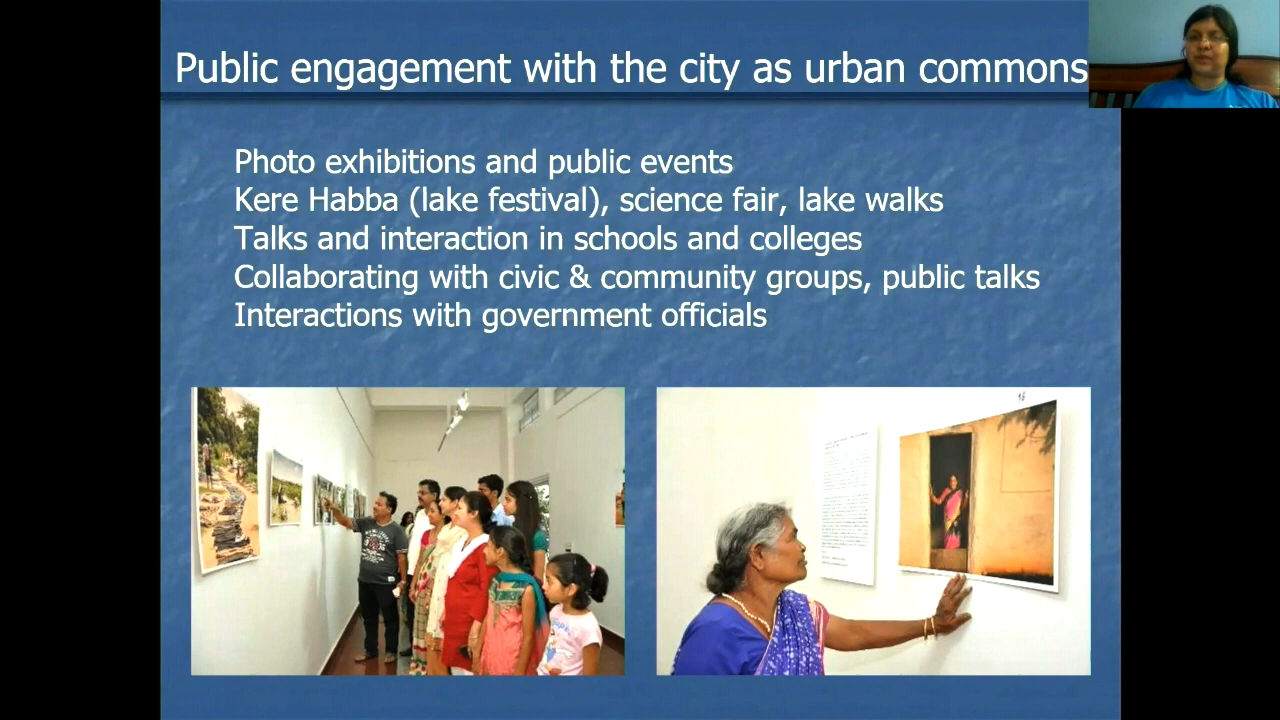 Public engagement with the city as urban commons
Photo exhibitions and public events
Kere Habba (lake festival), science fair, lake walks
Talks and interaction in schools and colleges
Collaborating with civic & community groups, public talks
Interactions with government officials